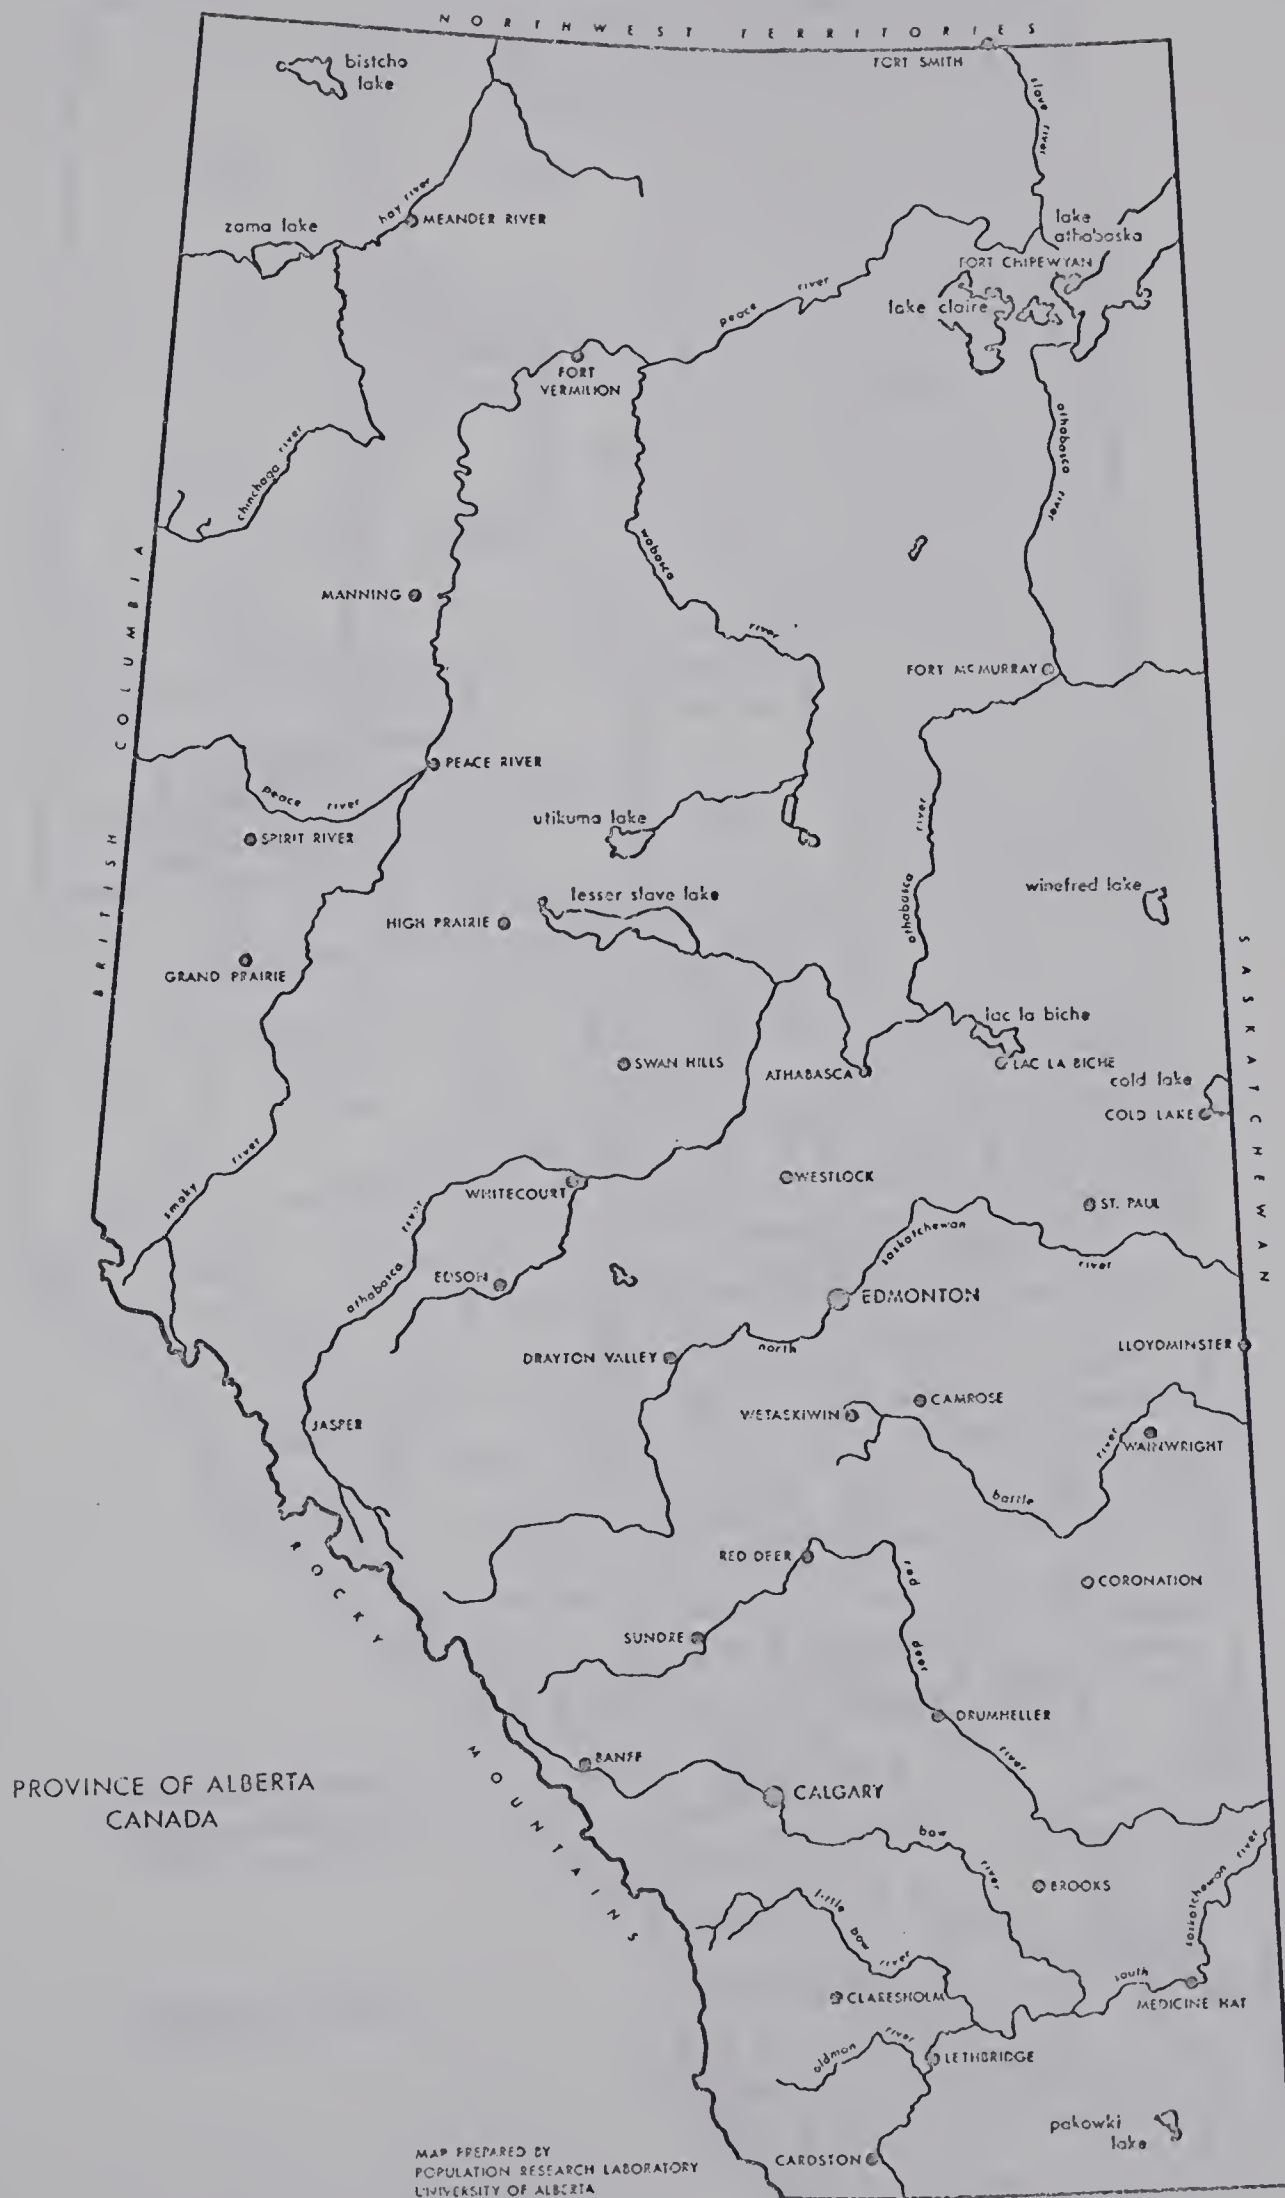 NORTHWEST TERRITORIES
bistcho
lake
FORT SMITH
slave river
hay river
MEANDER RIVER
zama lake
lake
athabaska
FORT CHIPEWYAN
lake claire
peace river
FORT
VERMILION
athabasca river
chinchaga river
wabasca river
BRITISH COLUMBIA
MANNING
FORT MCMURRAY
PEACE RIVER
peace river
SPIRIT RIVER
utikuma lake
athabasca river
winefred lake
lesser slave lake
HIGH PRAIRIE
GRAND PRAIRIE
SASKATCHEWAN
lac la biche
SWAN HILLS
ATHABASCA
LAC LA BICHE
cold lake
COLD LAKE
smoky river
WHITECOURT
WESTLOCK
ST. PAUL
athabasca river
EDSON
north saskatchewan river
EDMONTON
DRAYTON VALLEY
LLOYDMINSTER
JASPER
WETASKIWIN
CAMROSE
WAINWRIGHT
battle river
ROCKY MOUNTAINS
RED DEER
red deer river
CORONATION
SUNDRE
DRUMHELLER
BANFF
CALGARY
PROVINCE OF ALBERTA
CANADA
bow river
BROOKS
little bow river
south saskatchewan river
CLARESHOLM
MEDICINE HAT
oldman river
LETHBRIDGE
pakowki
lake
CARDSTON
MAP PREPARED BY
POPULATION RESEARCH LABORATORY
UNIVERSITY OF ALBERTA